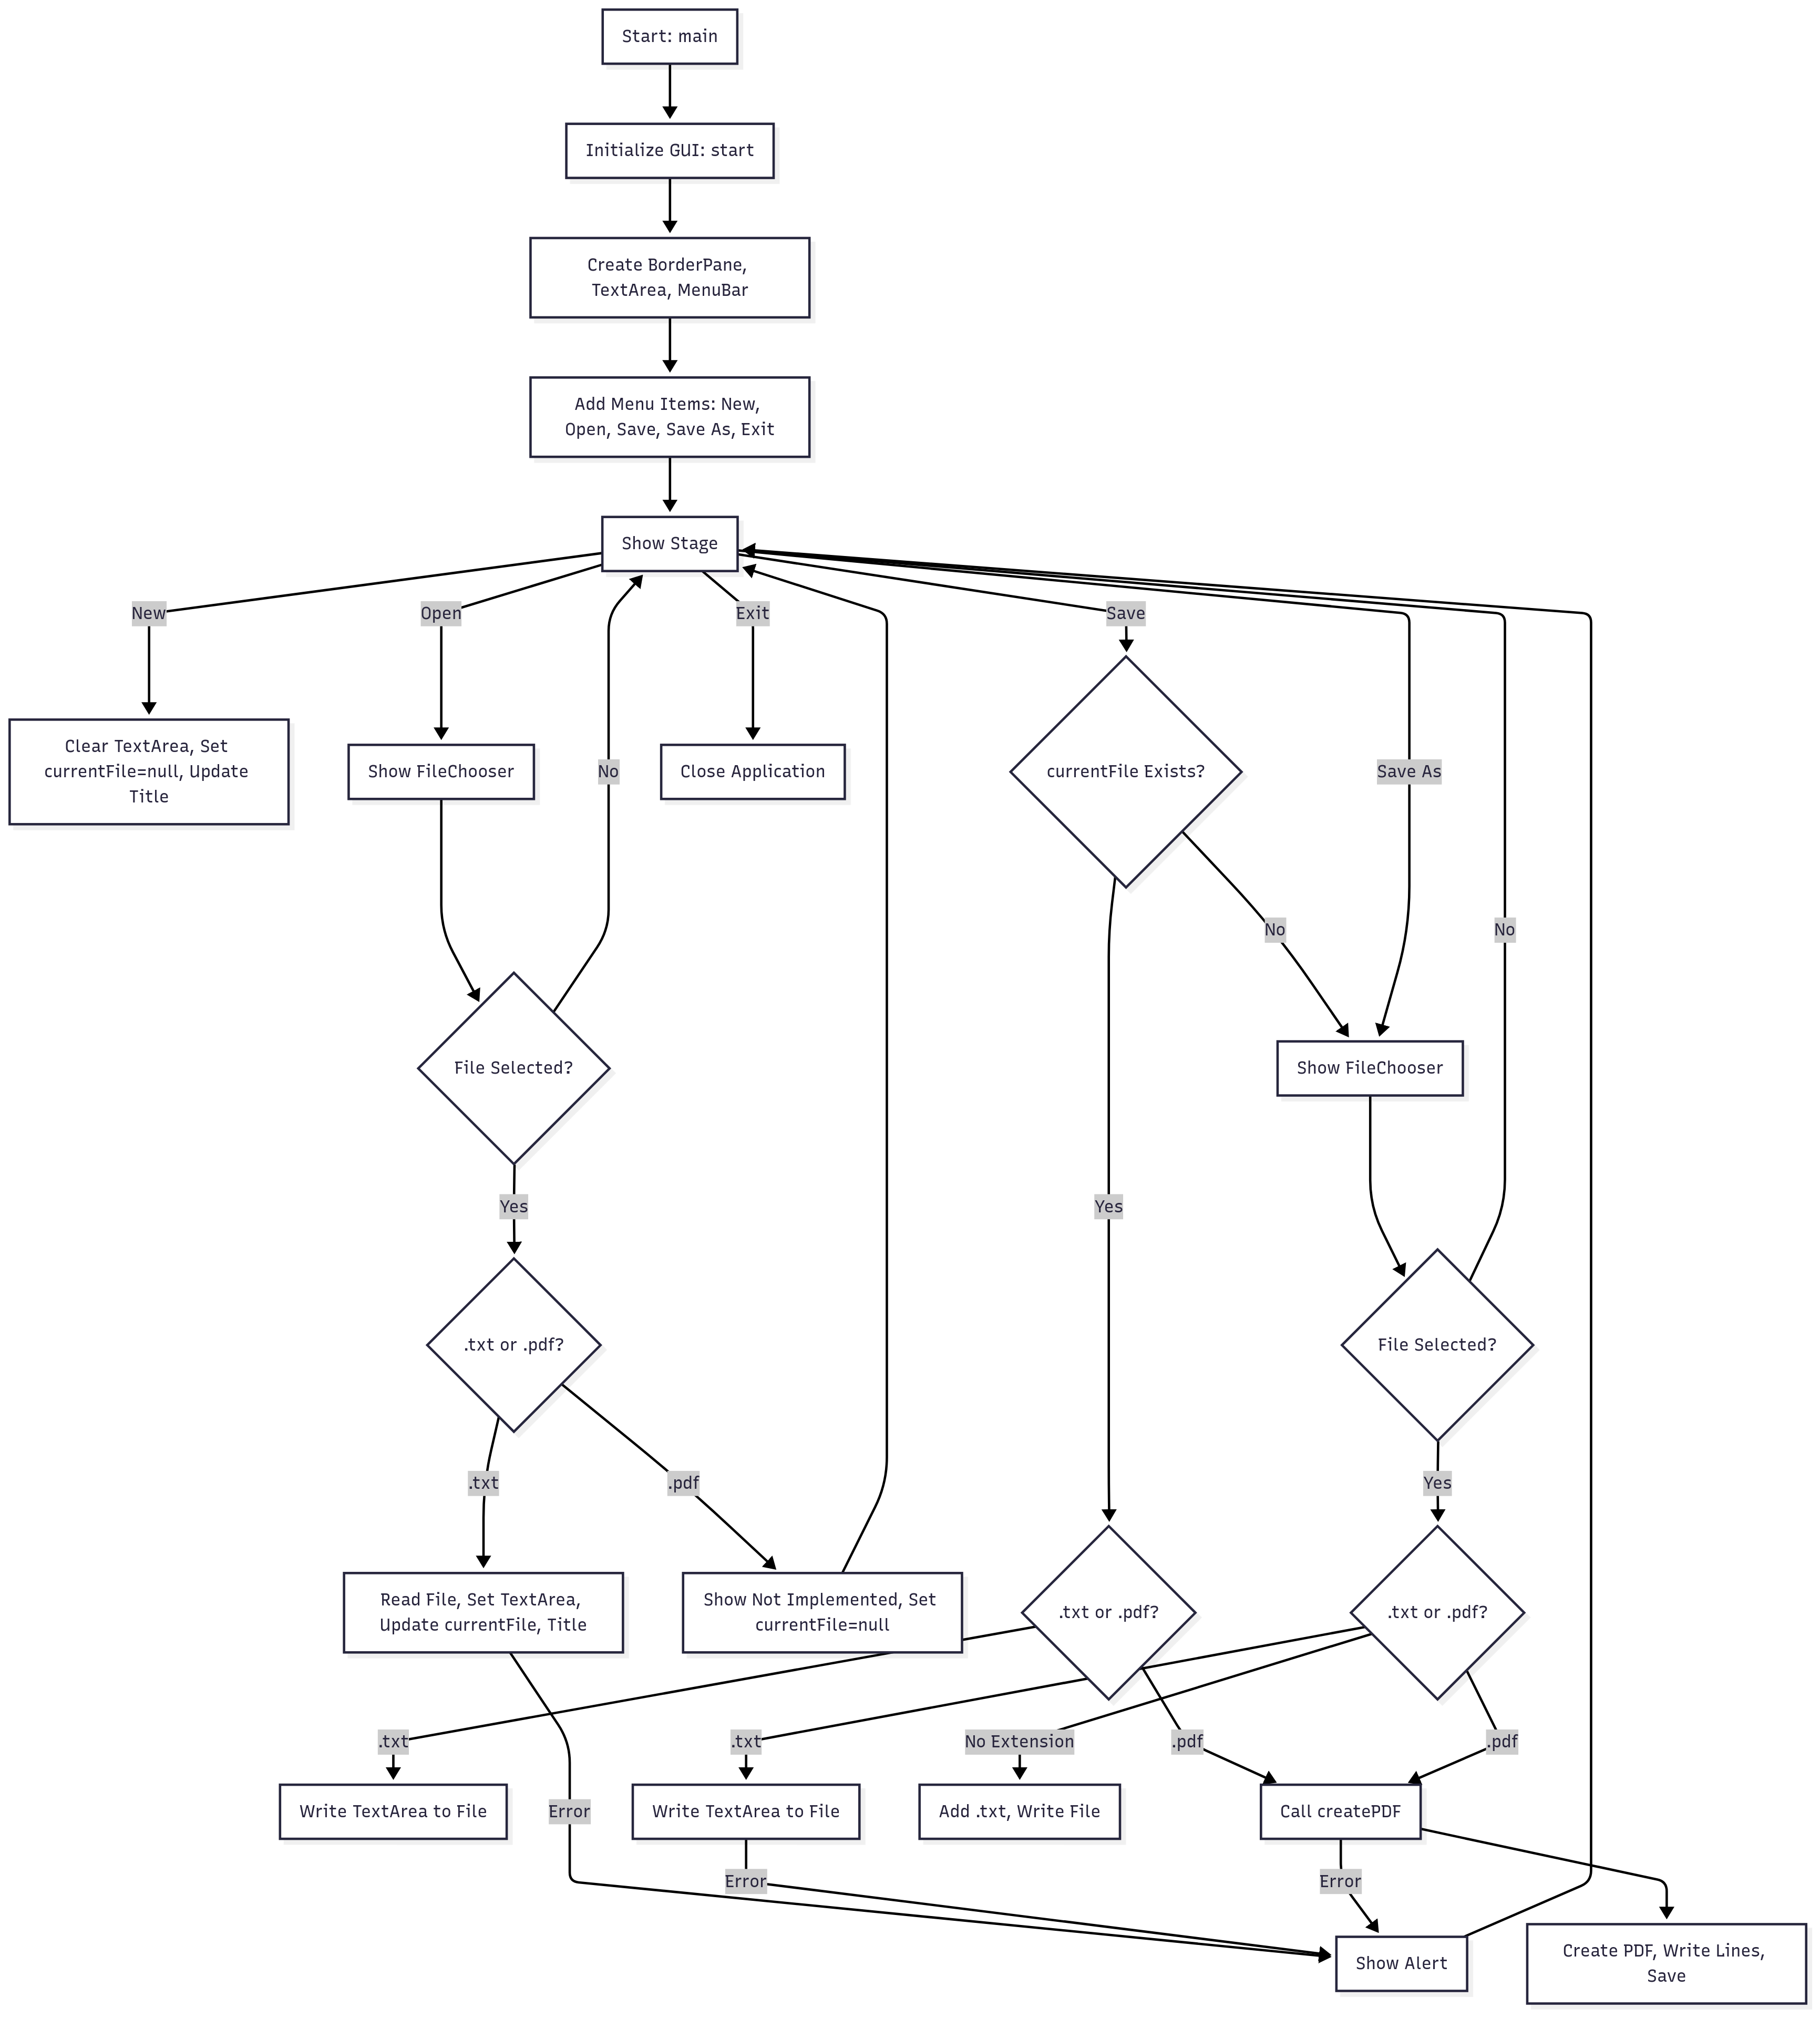 Start: main
Initialize GUI: start
Create BorderPane,
TextArea, MenuBar
Add Menu Items: New,
Open, Save, Save As, Exit
Show Stage
New
Open
Exit
Save
Clear TextArea, Set
currentFile=null, Update
Title
Show FileChooser
No
Close Application
currentFile Exists?
Save As
No
No
File Selected?
Show FileChooser
Yes
Yes
.txt or .pdf?
File Selected?
.txt
.pdf
Yes
Read File, Set TextArea,
Update currentFile, Title
Show Not Implemented, Set
currentFile=null
.txt or .pdf?
.txt or .pdf?
.txt
.txt
No Extension
.pdf
.pdf
Write TextArea to File
Error
Write TextArea to File
Add .txt, Write File
Call createPDF
Error
Error
Show Alert
Create PDF, Write Lines,
Save